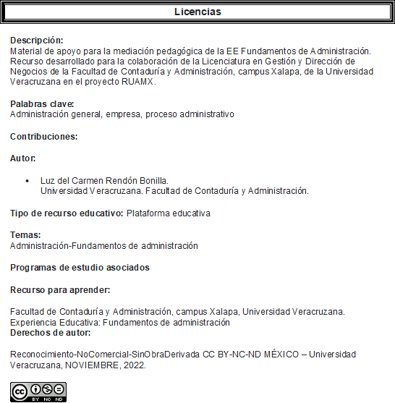 Licencias
Descripción:
Material de apoyo para la mediación pedagógica de la EE Fundamentos de Administración.
Recurso desarrollado para la colaboración de la Licenciatura en Gestión y Dirección de
Negocios de la Facultad de Contaduría y Administración, campus Xalapa, de la Universidad
Veracruzana en el proyecto RUAMX.
Palabras clave:
Administración general, empresa, proceso administrativo
Contribuciones:
Autor:
• Luz del Carmen Rendón Bonilla.
Universidad Veracruzana. Facultad de Contaduría y Administración.
Tipo de recurso educativo: Plataforma educativa
Temas:
Administración-Fundamentos de administración
Programas de estudio asociados
Recurso para aprender:
Facultad de Contaduría y Administración, campus Xalapa, Universidad Veracruzana.
Experiencia Educativa: Fundamentos de administración
Derechos de autor:
Reconocimiento-NoComercial-SinObraDerivada CC BY-NC-ND MÉXICO – Universidad
Veracruzana, NOVIEMBRE, 2022.
cc
BY NC ND